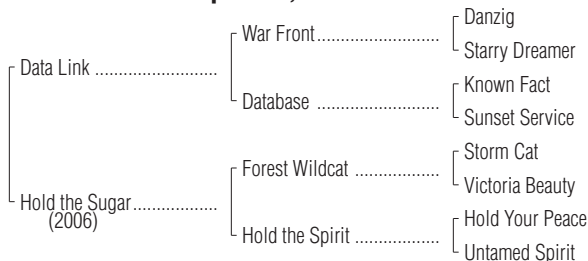 Danzig
War Front
Starry Dreamer
Data Link
Known Fact
Database
Sunset Service
Storm Cat
Forest Wildcat
Victoria Beauty
Hold the Sugar
(2006)
Hold Your Peace
Hold the Spirit
Untamed Spirit